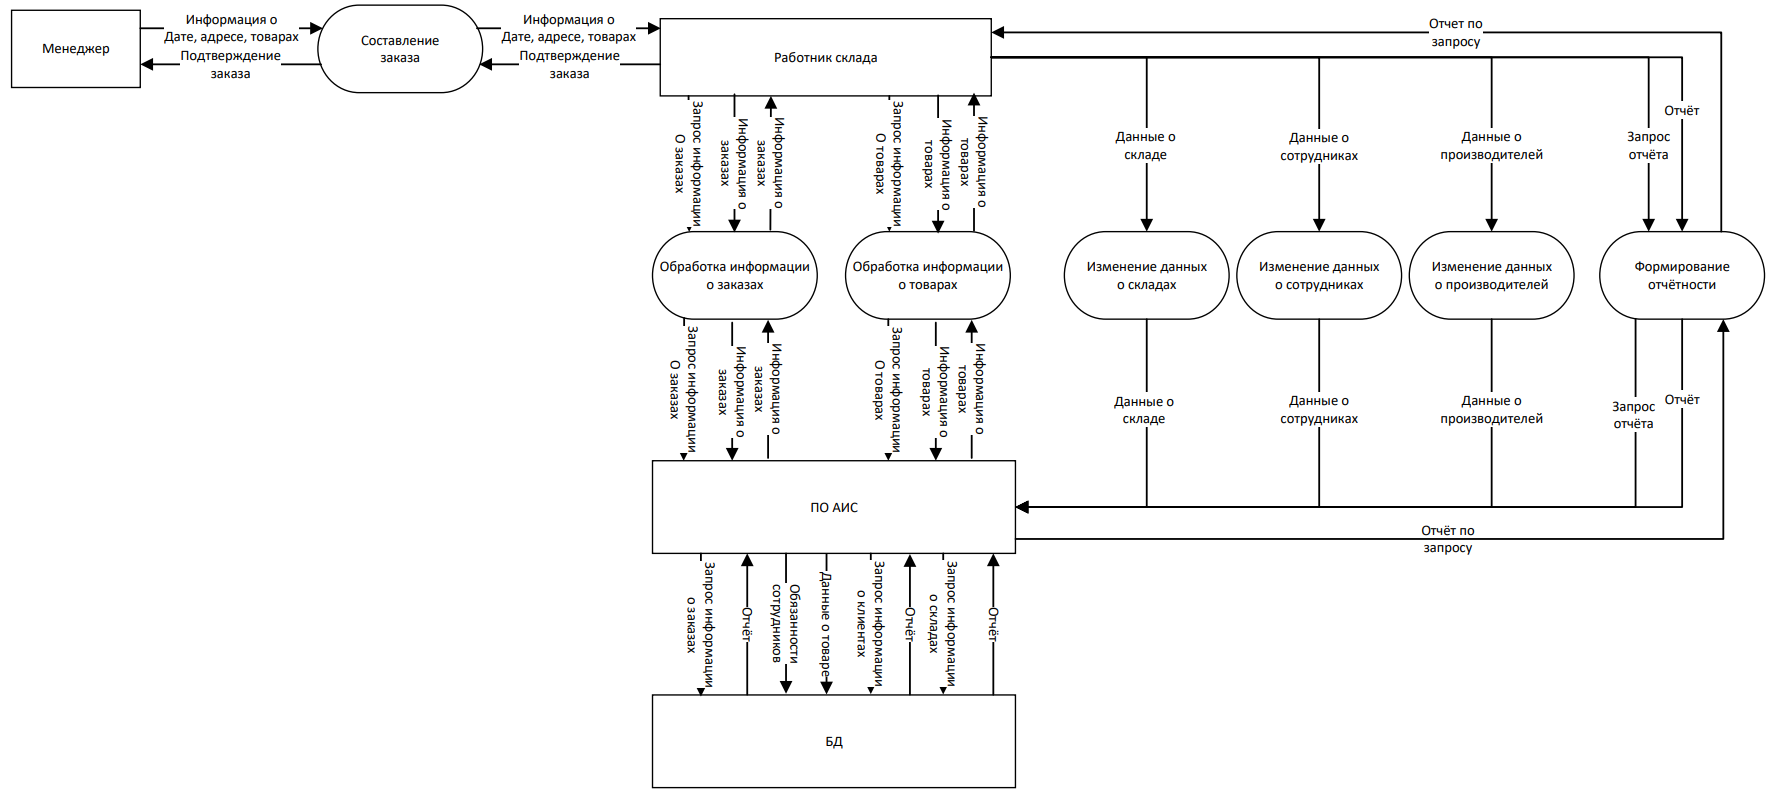 Менеджер
Информация о
Дате, адресе, товарах
Подтверждение
заказа
Составление
заказа
Информация о
Дате, адресе, товарах
Подтверждение
заказа
Работник склада
Отчет по
запросу
Запрос информации
О заказах
Информация о
заказах
Информация о
заказах
Запрос информации
О товарах
Информация о
товарах
Информация о
товарах
Данные о
складе
Данные о
сотрудниках
Данные о
производителей
Запрос
отчёта
Отчёт
Обработка информации
о заказах
Обработка информации
о товарах
Изменение данных
о складах
Изменение данных
о сотрудниках
Изменение данных
о производителей
Формирование
отчётности
Запрос информации
О заказах
Информация о
заказах
Информация о
заказах
Запрос информации
О товарах
Информация о
товарах
Информация о
товарах
Данные о
складе
Данные о
сотрудниках
Данные о
производителей
Запрос
отчёта
Отчёт
ПО АИС
Отчёт по
запросу
Запрос информации
о заказах
Отчёт
Обязанности
сотрудников
Данные о товаре
Запрос информации
о клиентах
Отчёт
Запрос информации
о складах
Отчёт
БД